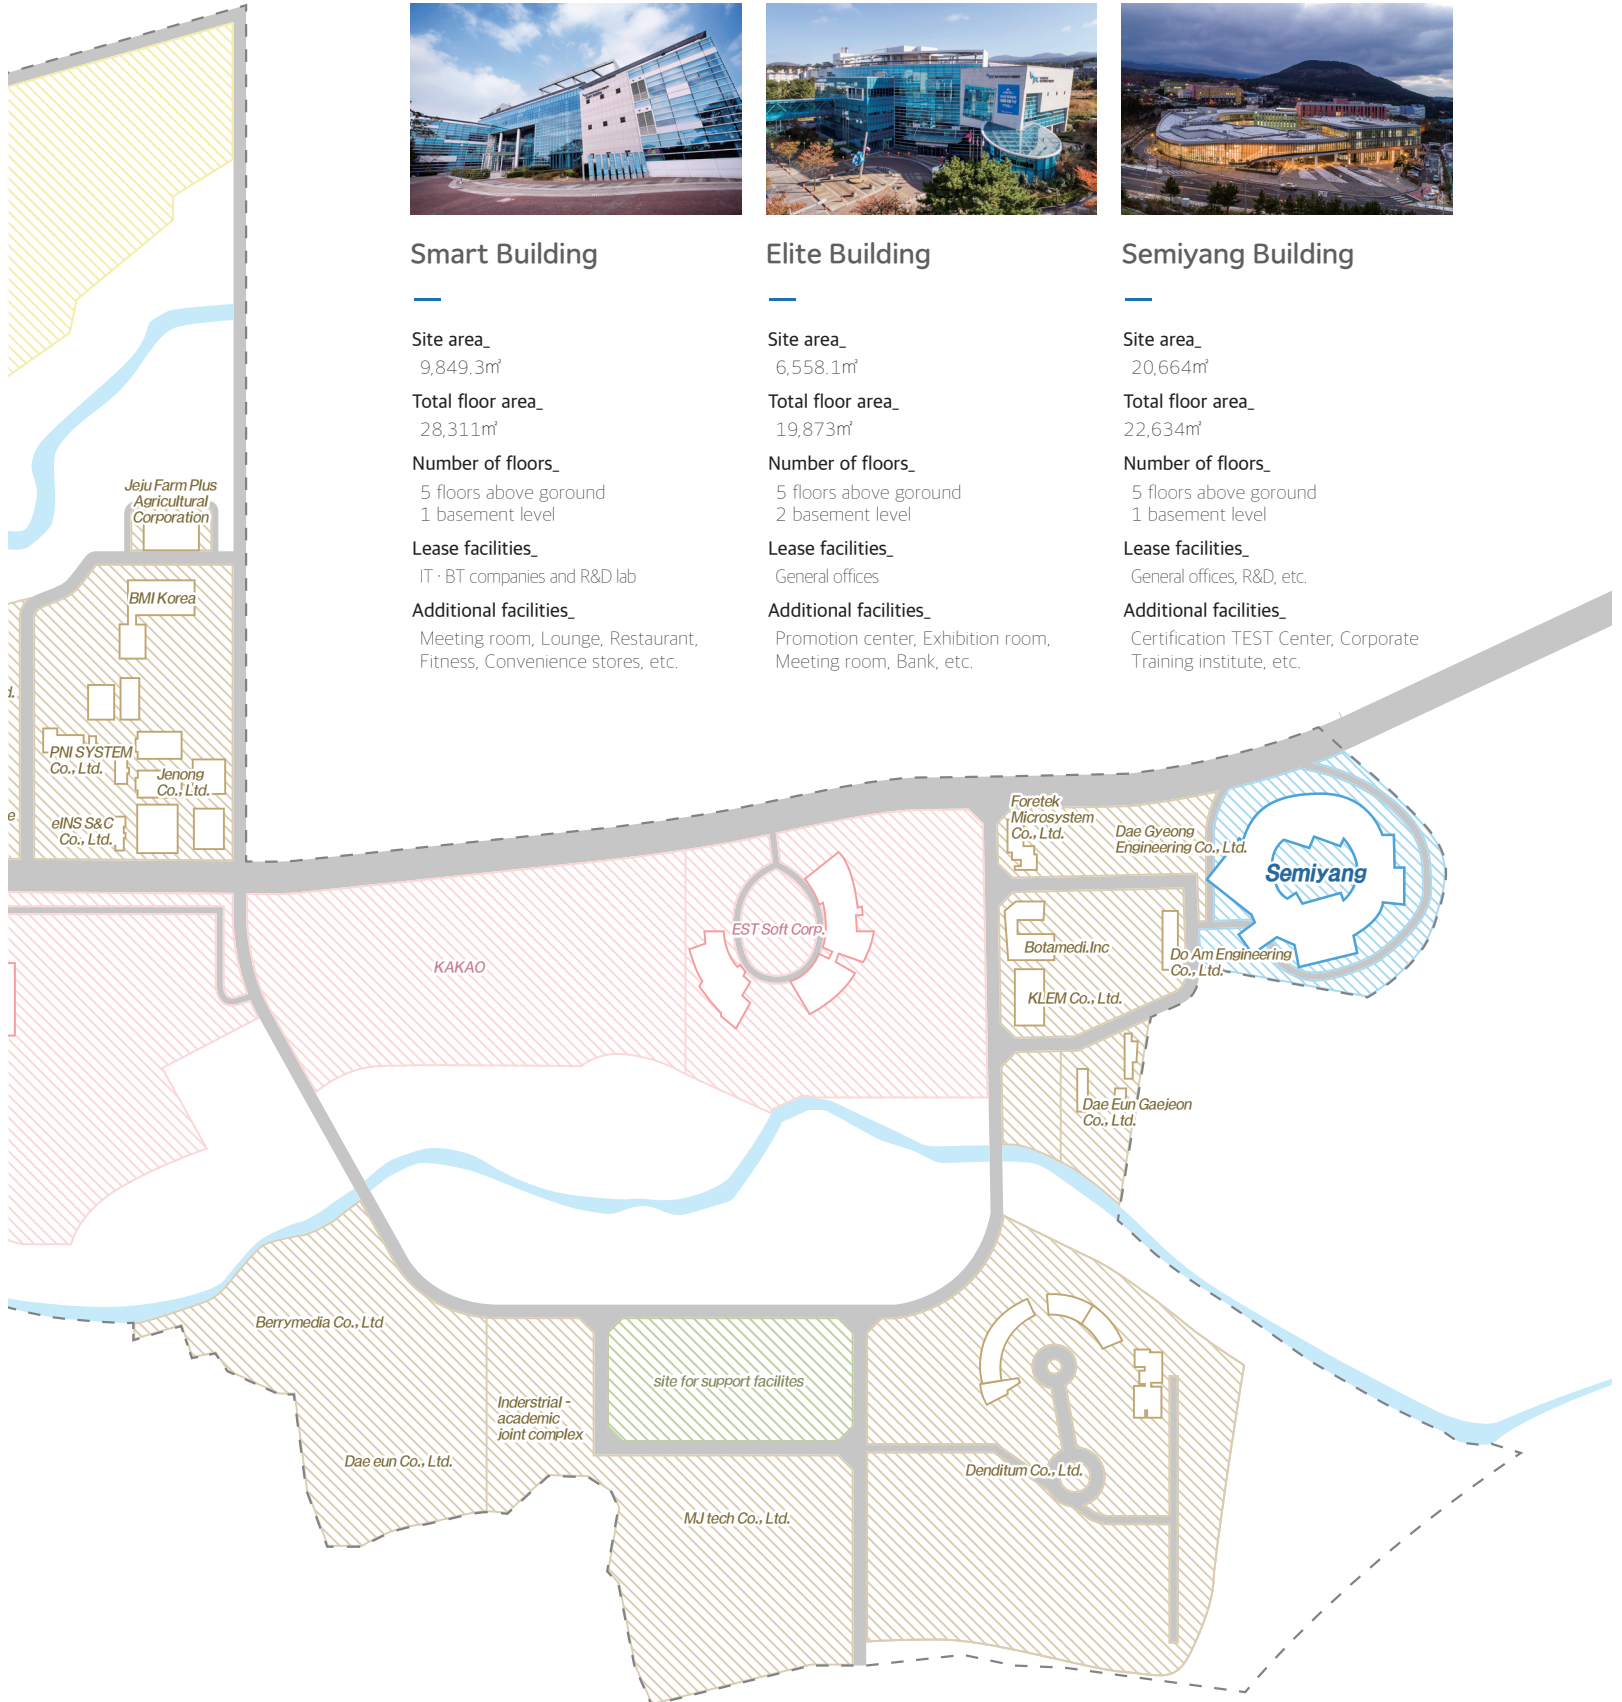 Smart Building
Site area_
9,849.3㎡
Total floor area_
28,311㎡
Number of floors_
5 floors above goround
1 basement level
Lease facilities_
IT · BT companies and R&D lab
Additional facilities_
Meeting room, Lounge, Restaurant,
Fitness, Convenience stores, etc.
Elite Building
Site area_
6,558.1㎡
Total floor area_
19,873㎡
Number of floors_
5 floors above goround
2 basement level
Lease facilities_
General offices
Additional facilities_
Promotion center, Exhibition room,
Meeting room, Bank, etc.
Semiyang Building
Site area_
20,664㎡
Total floor area_
22,634㎡
Number of floors_
5 floors above goround
1 basement level
Lease facilities_
General offices, R&D, etc.
Additional facilities_
Certification TEST Center, Corporate
Training institute, etc.
Jeju Farm Plus
Agricultural
Corporation
BMI Korea
d.
PNI SYSTEM
Co., Ltd.
Jenong
Co., Ltd.
e
eINS S&C
Co., Ltd.
Foretek
Microsystem
Co., Ltd.
Dae Gyeong
Engineering Co., Ltd.
Semiyang
EST Soft Corp.
KAKAO
Botamedi.Inc
Do Am Engineering
Co., Ltd.
KLEM Co., Ltd.
Dae Eun Gaejeon
Co., Ltd.
Berrymedia Co., Ltd
site for support facilites
Inderstrial -
academic
joint complex
Dae eun Co., Ltd.
Denditum Co., Ltd.
MJ tech Co., Ltd.